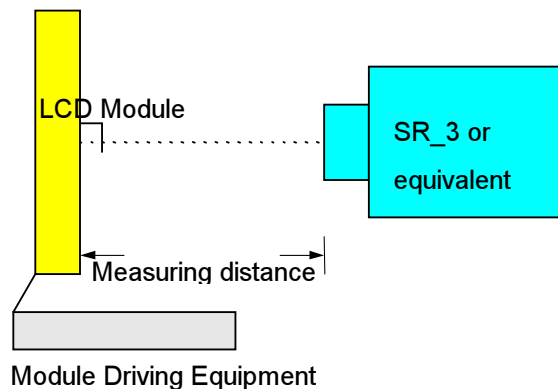 LCD Module
SR_3 or
equivalent
Measuring distance
Module Driving Equipment